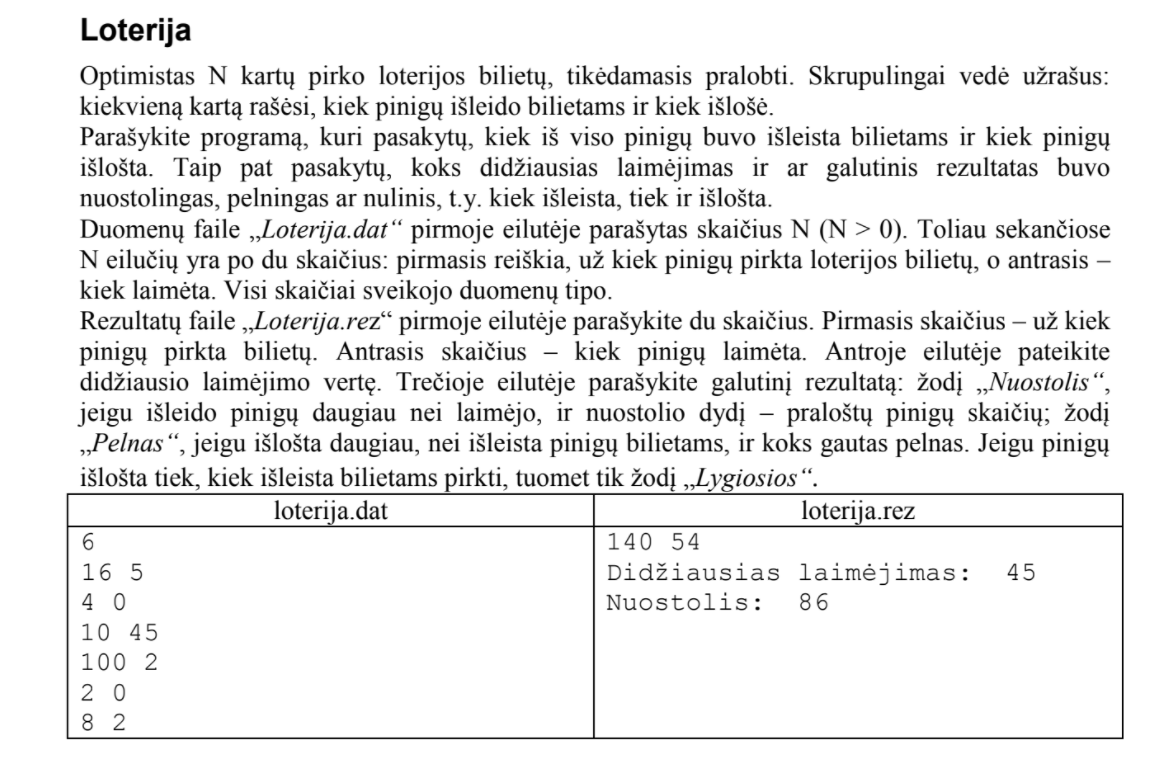 Loterija
Optimistas N kartų pirko loterijos bilietų, tikėdamasis pralobti. Skrupulingai vedė užrašus:
kiekvieną kartą rašėsi, kiek pinigų išleido bilietams ir kiek išlošė.
Parašykite programą, kuri pasakytų, kiek iš viso pinigų buvo išleista bilietams ir kiek pinigų
išlošta. Taip pat pasakytų, koks didžiausias laimėjimas ir ar galutinis rezultatas buvo
nuostolingas, pelningas ar nulinis, t.y. kiek išleista, tiek ir išlošta.
Duomenų faile „Loterija.dat“ pirmoje eilutėje parašytas skaičius N (N > 0). Toliau sekančiose
N eilučių yra po du skaičius: pirmasis reiškia, už kiek pinigų pirkta loterijos bilietų, o antrasis –
kiek laimėta. Visi skaičiai sveikojo duomenų tipo.
Rezultatų faile „Loterija.rez“ pirmoje eilutėje parašykite du skaičius. Pirmasis skaičius – už kiek
pinigų pirkta bilietų. Antrasis skaičius – kiek pinigų laimėta. Antroje eilutėje pateikite
didžiausio laimėjimo vertę. Trečioje eilutėje parašykite galutinį rezultatą: žodį „Nuostolis“,
jeigu išleido pinigų daugiau nei laimėjo, ir nuostolio dydį – praloštų pinigų skaičių; žodį
„Pelnas“, jeigu išlošta daugiau, nei išleista pinigų bilietams, ir koks gautas pelnas. Jeigu pinigų
išlošta tiek, kiek išleista bilietams pirkti, tuomet tik žodį „Lygiosios“.
loterija.dat
6
16 5
4 0
10 45
100 2
2 0
8 2
loterija.rez
140 54
Didžiausias laimėjimas: 45
Nuostolis: 86